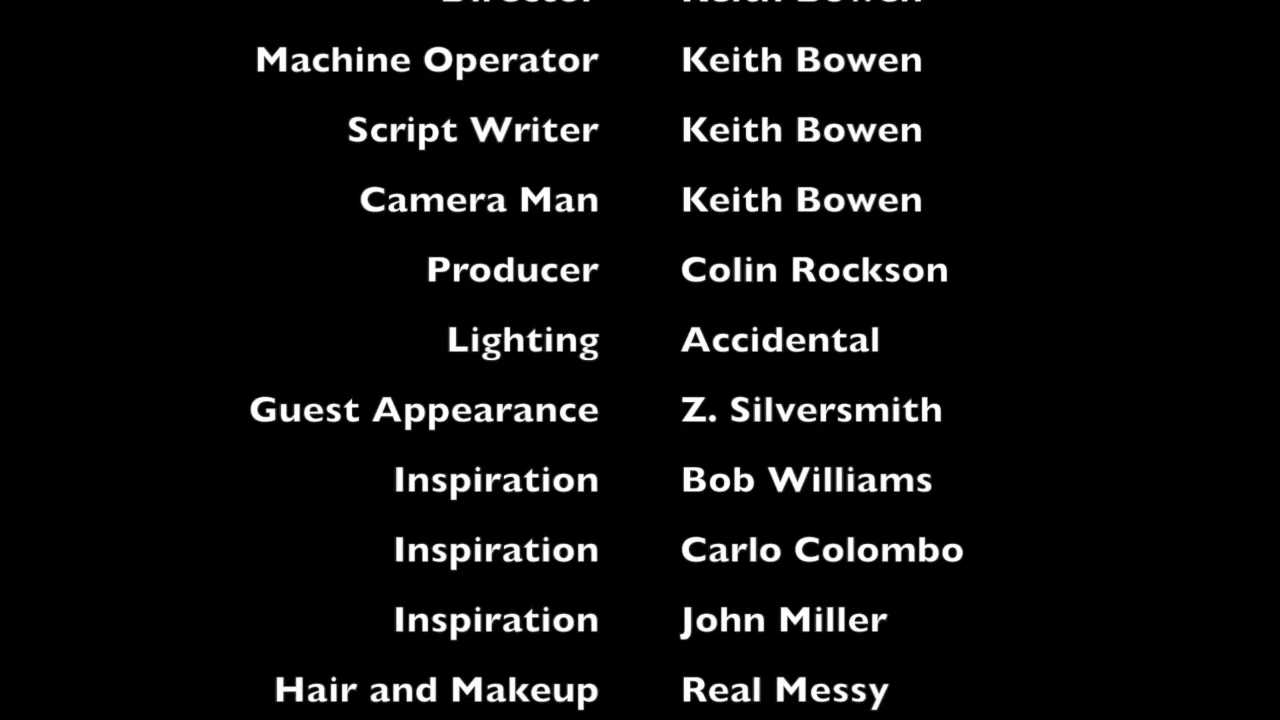 Director Keith Bowen
Machine Operator Keith Bowen
Script Writer Keith Bowen
Camera Man Keith Bowen
Producer Colin Rockson
Lighting Accidental
Guest Appearance Z. Silversmith
Inspiration Bob Williams
Inspiration Carlo Colombo
Inspiration John Miller
Hair and Makeup Real Messy